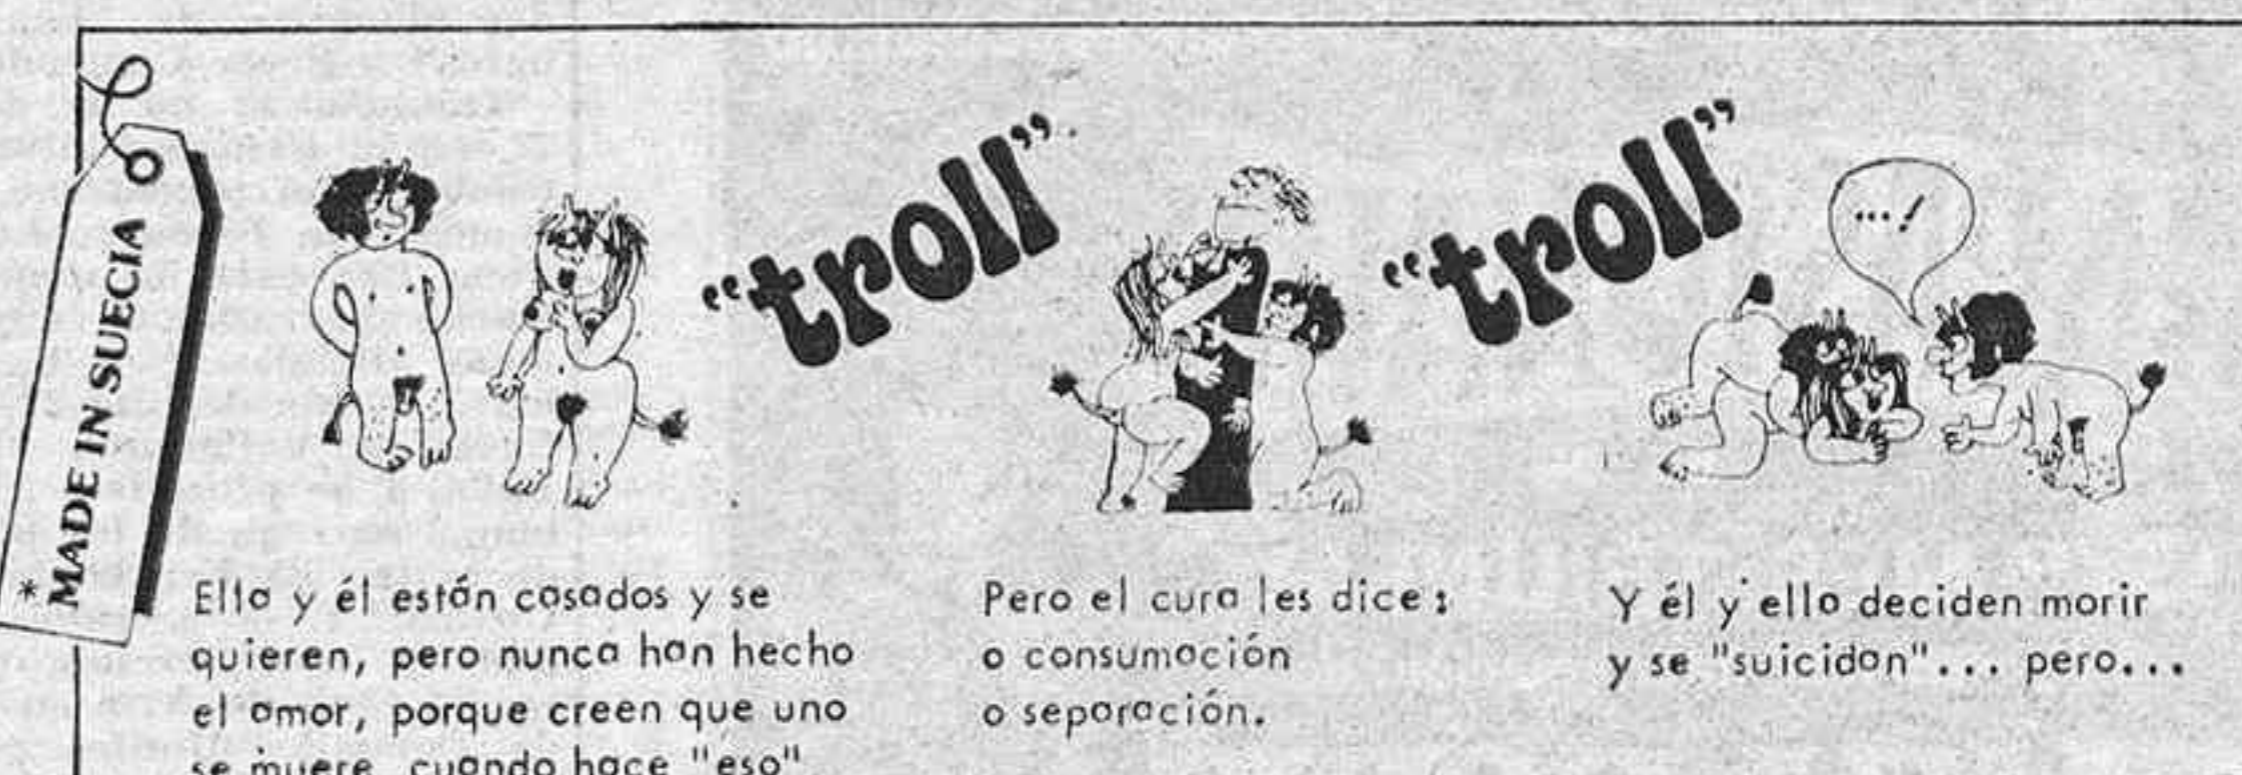 * MADE IN SUECIA
"troll"
"troll"
...!
Ella y él están casados y se
quieren, pero nunca han hecho
el amor, porque creen que uno
se muere cuando hace "eso"
Pero el cura les dice:
o consumación
o separación.
Y él y ella deciden morir
y se "suicidan"... pero...